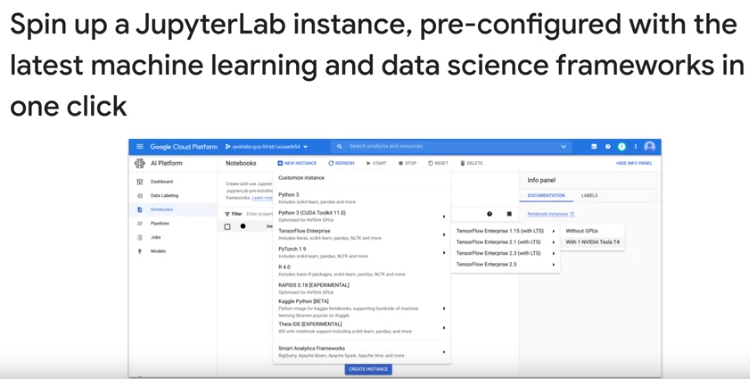 Spin up a JupyterLab instance, pre-configured with the
latest machine learning and data science frameworks in
one click
Google Cloud Platform
Search products and resources
AI Platform
Notebooks
NEW INSTANCE
REFRESH
START
STOP
RESET
DELETE
HIDE INFO PANEL
Dashboard
Data Labeling
Notebooks
Pipelines
Jobs
Models
Create and use Jupyter
JupyterLab pre-installed
frameworks. Learn mor
Filter Enter proper
Ins
Customize instance
Python 3
Includes scikit-learn, pandas and more
Python 3 (CUDA Toolkit 11.0)
Optimized for NVIDIA GPUs
TensorFlow Enterprise
Includes Keras, scikit-learn, pandas, NLTK and more
PyTorch 1.9
Includes scikit-learn, pandas, NLTK and more
R 4.0
Includes basic R packages, scikit-learn, pandas, NLTK and more
RAPIDS 0.18 [EXPERIMENTAL]
Optimized for NVIDIA GPUs
Kaggle Python [BETA]
Python image for Kaggle Notebooks, supporting hundreds of machine
learning libraries popular on Kaggle
Theia IDE [EXPERIMENTAL]
IDE with notebook support including scikit-learn, pandas, and more
Smart Analytics Frameworks
BigQuery, Apache Beam, Apache Spark, Apache Hive, and more
CREATE INSTANCE
TensorFlow Enterprise 1.15 (with LTS)
TensorFlow Enterprise 2.1 (with LTS)
TensorFlow Enterprise 2.3 (with LTS)
TensorFlow Enterprise 2.5
Without GPUs
With 1 NVIDIA Tesla T4
Info panel
DOCUMENTATION
LABELS
Notebook instances